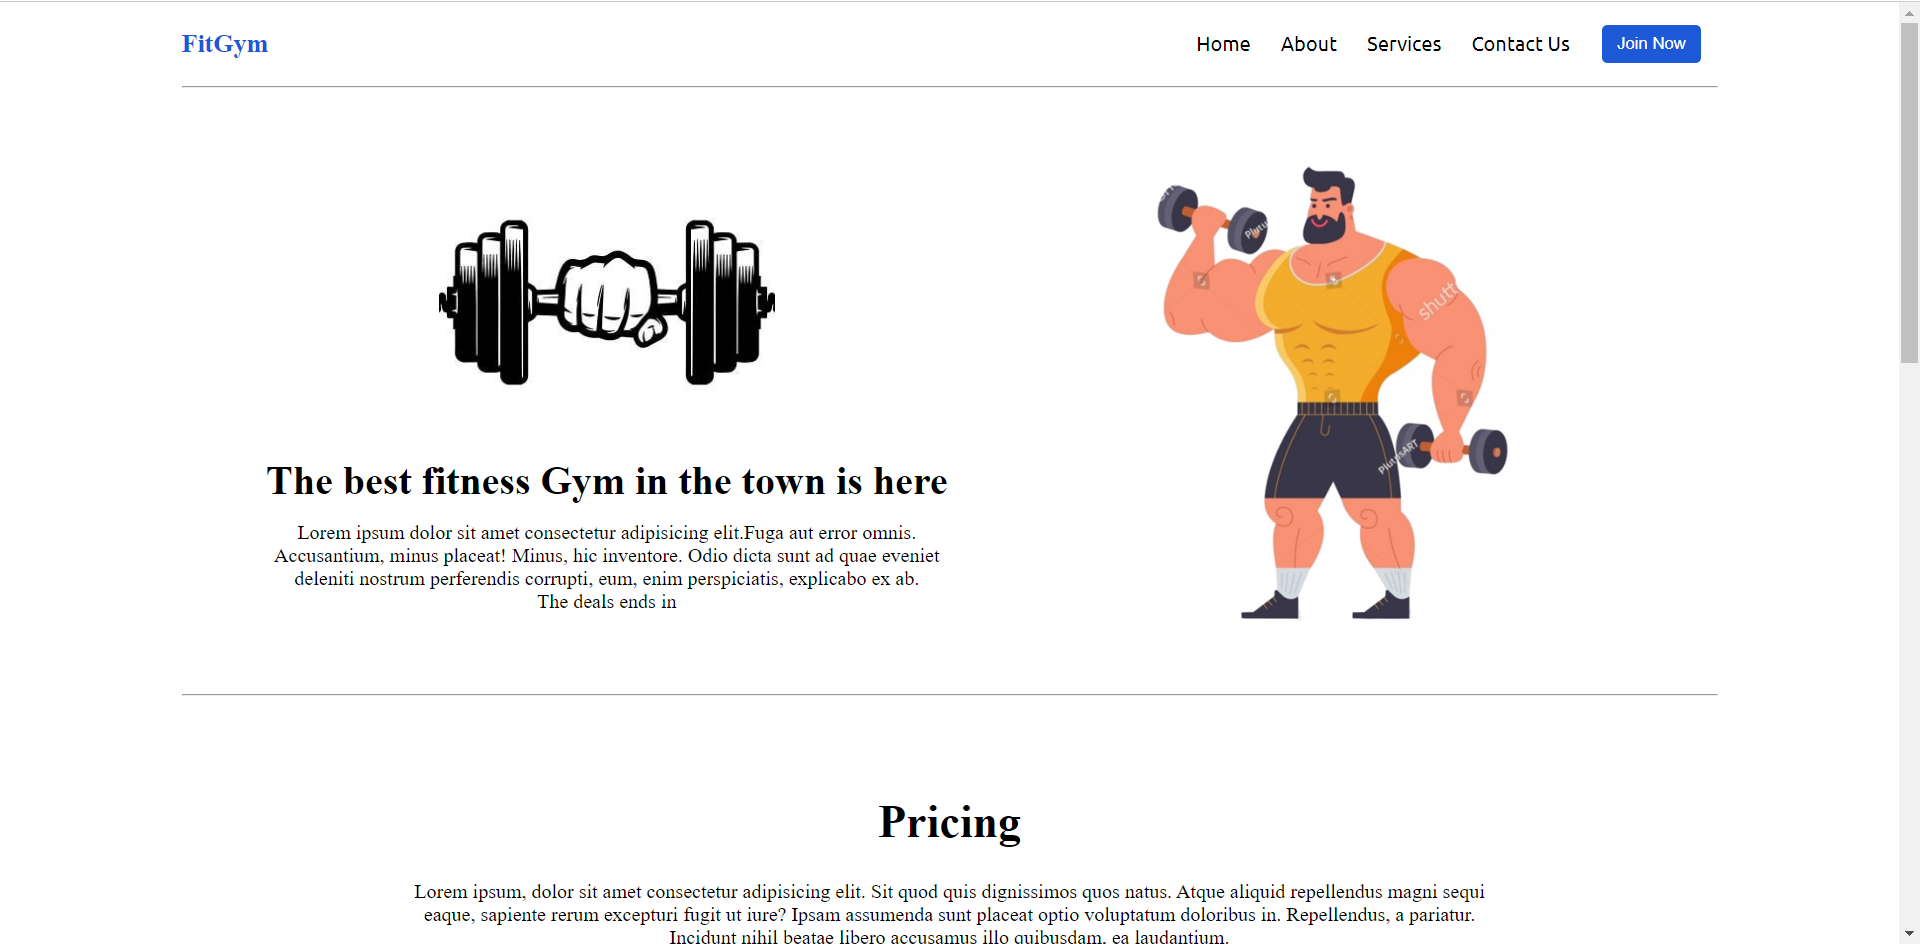 FitGym
Home About Services Contact Us Join Now
The best fitness Gym in the town is here
Lorem ipsum dolor sit amet consectetur adipisicing elit.Fuga aut error omnis.
Accusantium, minus placeat! Minus, hic inventore. Odio dicta sunt ad quae eveniet
deleniti nostrum perferendis corrupti, eum, enim perspiciatis, explicabo ex ab.
The deals ends in
shutt
PlutusART
Pricing
Lorem ipsum, dolor sit amet consectetur adipisicing elit. Sit quod quis dignissimos quos natus. Atque aliquid repellendus magni sequi
eaque, sapiente rerum excepturi fugit ut iure? Ipsam assumenda sunt placeat optio voluptatum doloribus in. Repellendus, a pariatur.
Incidunt nihil beatae libero accusamus illo quibusdam, ea laudantium.